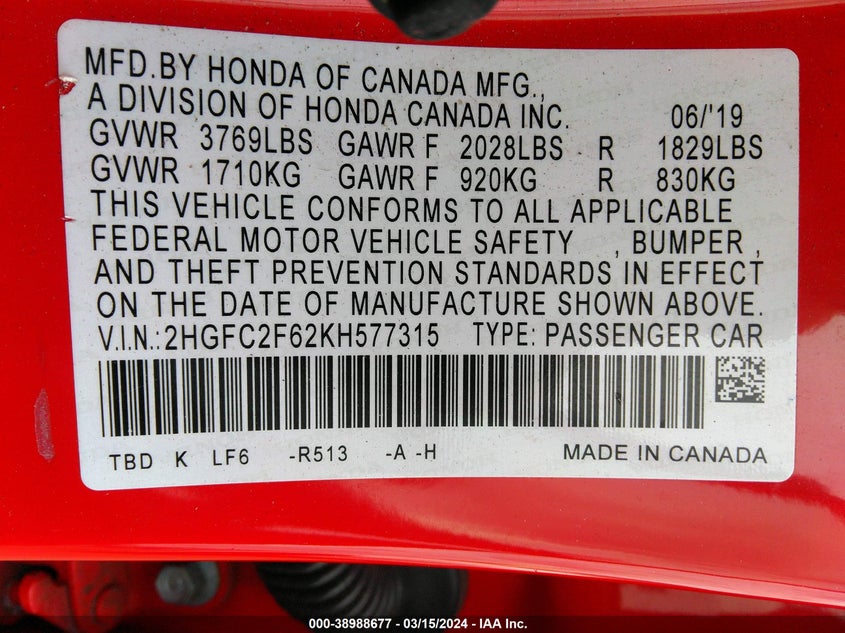 MFD.BY HONDA OF CANADA MFG.,
A DIVISION OF HONDA CANADA INC. 06/'19
GVWR 3769LBS GAWR F 2028LBS R 1829LBS
GVWR 1710KG GAWR F 920KG R 830KG
THIS VEHICLE CONFORMS TO ALL APPLICABLE
FEDERAL MOTOR VEHICLE SAFETY , BUMPER ,
AND THEFT PREVENTION STANDARDS IN EFFECT
ON THE DATE OF MANUFACTURE SHOWN ABOVE.
V.I.N.:2HGFC2F62KH577315 TYPE: PASSENGER CAR
TBD K LF6 -R513 -A -H MADE IN CANADA
000-38988677 - 03/15/2024 - IAA Inc.